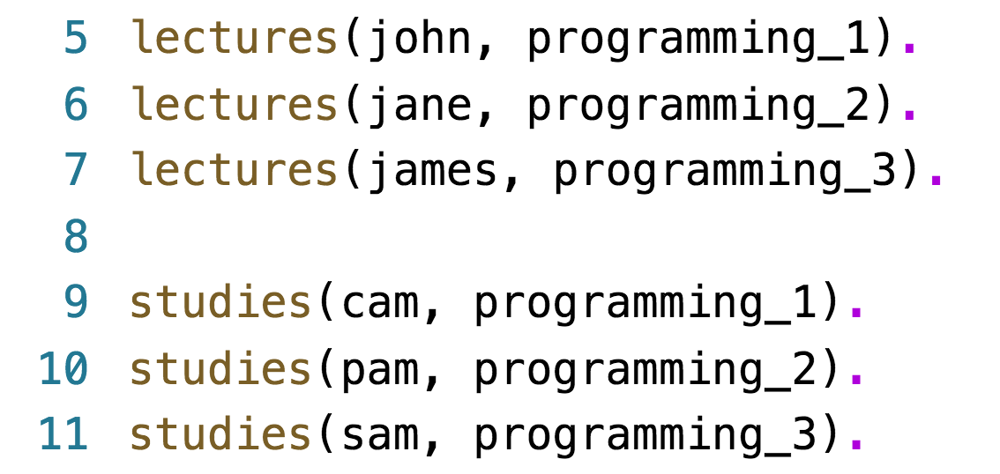 5 lectures(john, programming_1).
6 lectures(jane, programming_2).
7 lectures(james, programming_3).
8
9 studies(cam, programming_1).
10 studies(pam, programming_2).
11 studies(sam, programming_3).